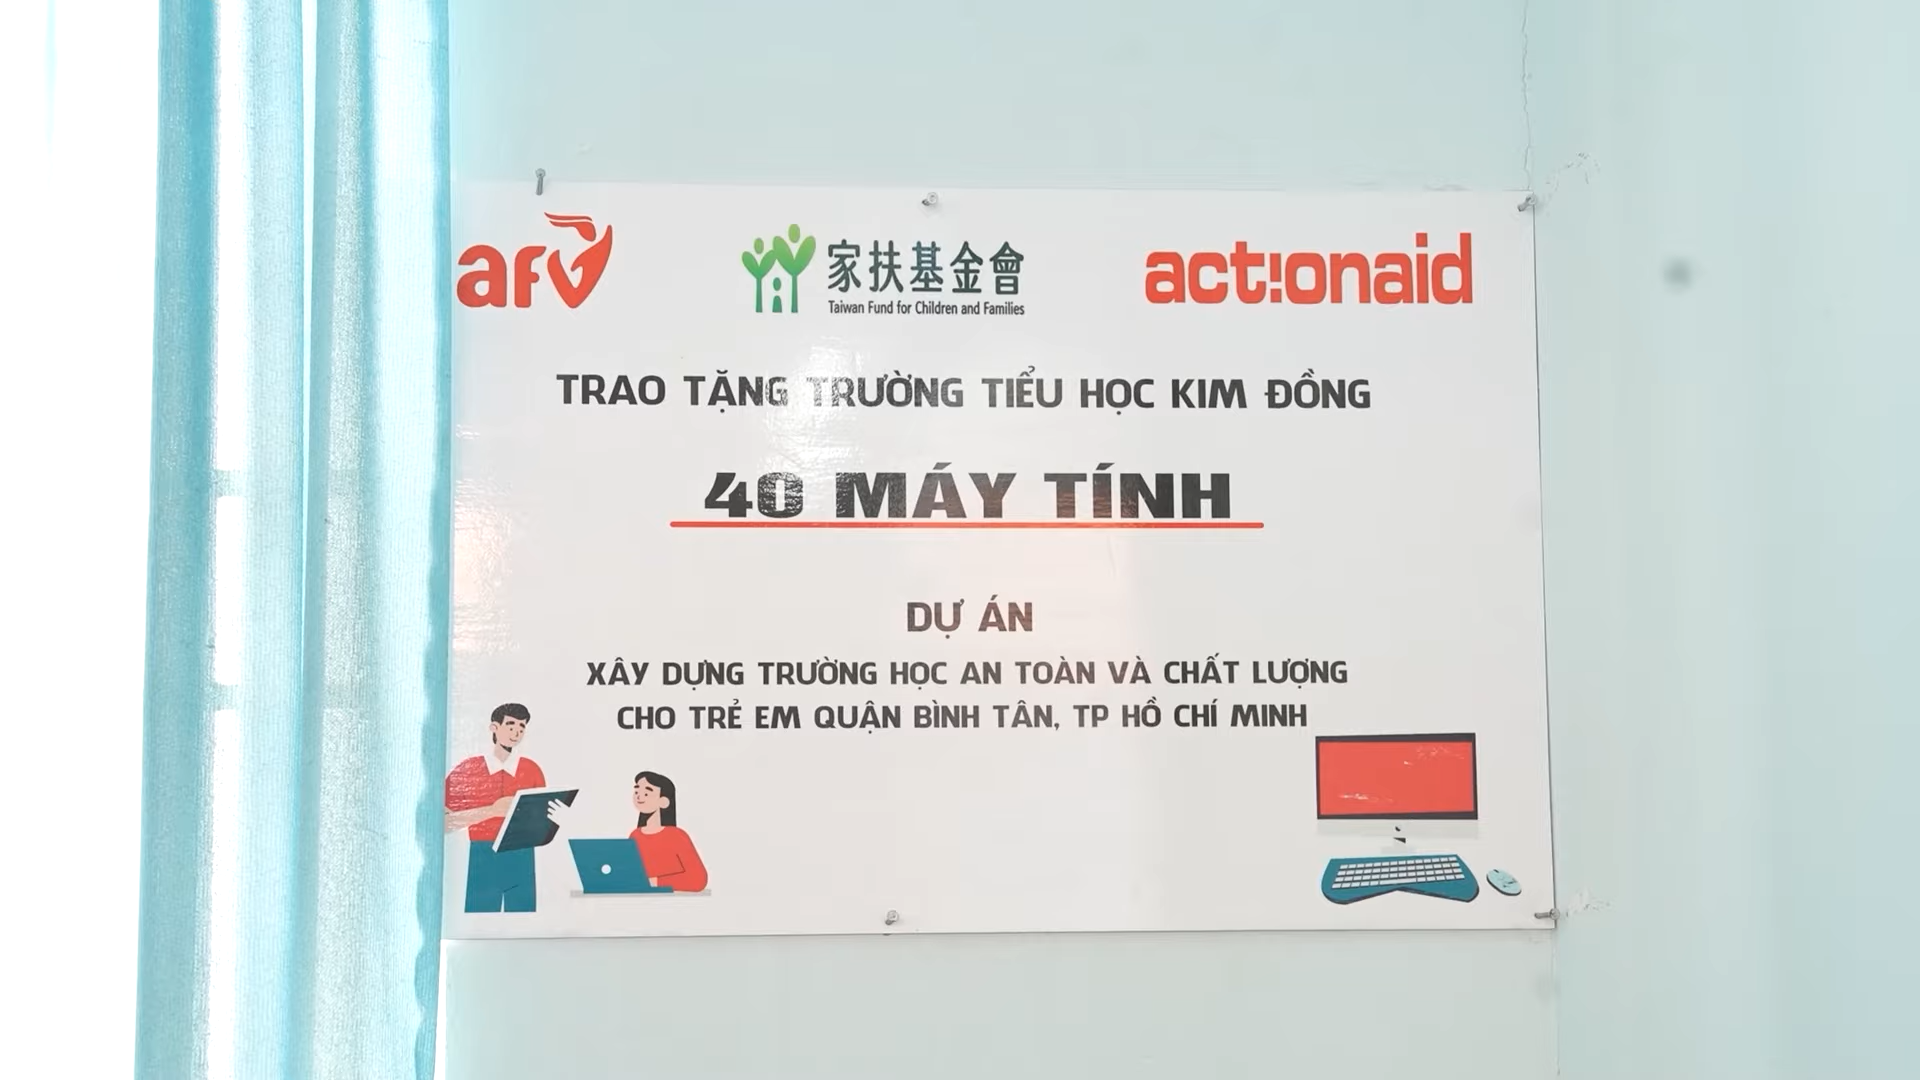 afv
家扶基金會
Taiwan Fund for Children and Families
act!onaid
TRAO TẶNG TRƯỜNG TIỂU HỌC KIM ĐỒNG
40 MÁY TÍNH
DỰ ÁN
XÂY DỰNG TRƯỜNG HỌC AN TOÀN VÀ CHẤT LƯỢNG
CHO TRẺ EM QUẬN BÌNH TÂN, TP HỒ CHÍ MINH